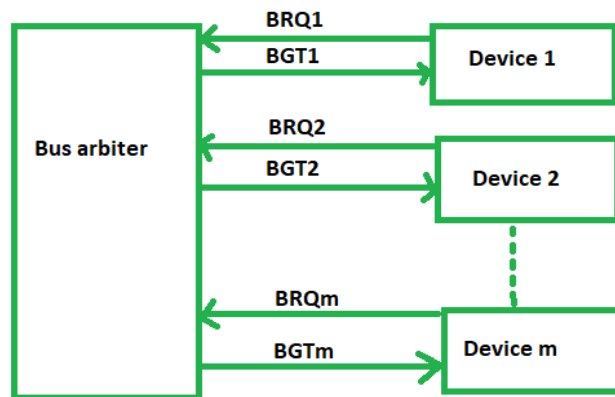 BRQ1
BGT1
Device 1
Bus arbiter
BRQ2
BGT2
Device 2
BRQm
BGTm
Device m